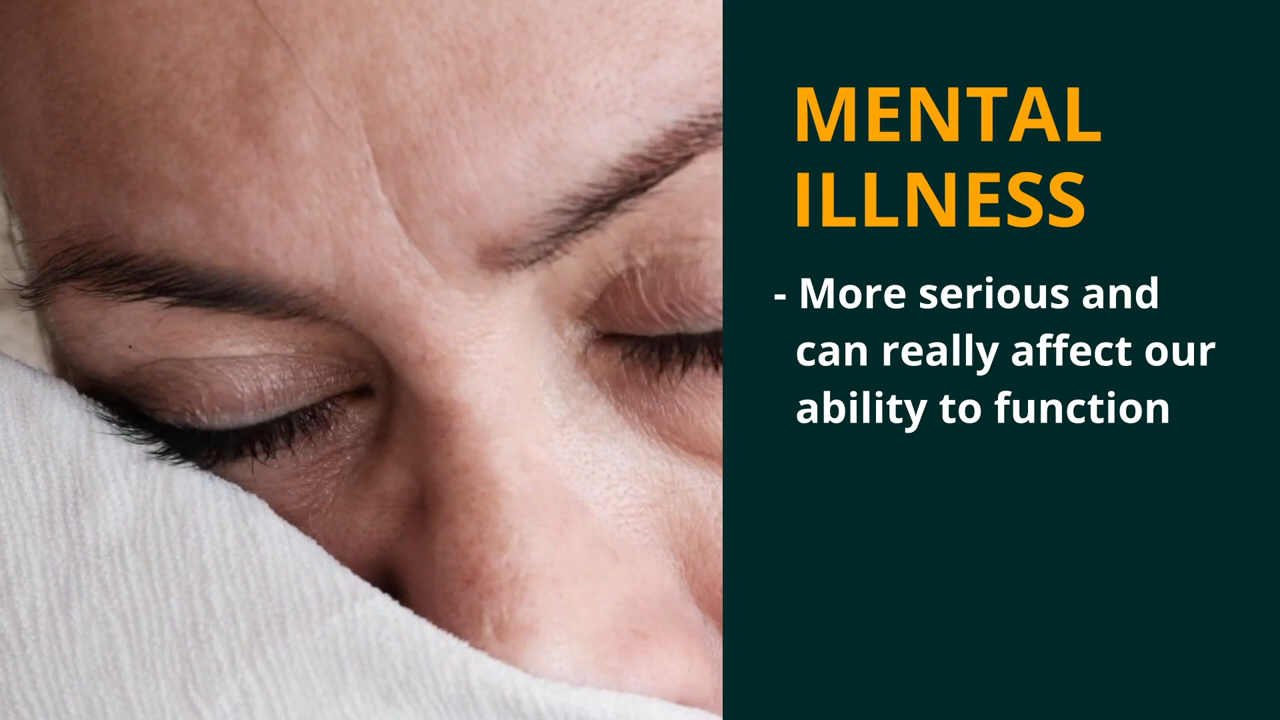 MENTAL
ILLNESS
- More serious and
can really affect our
ability to function